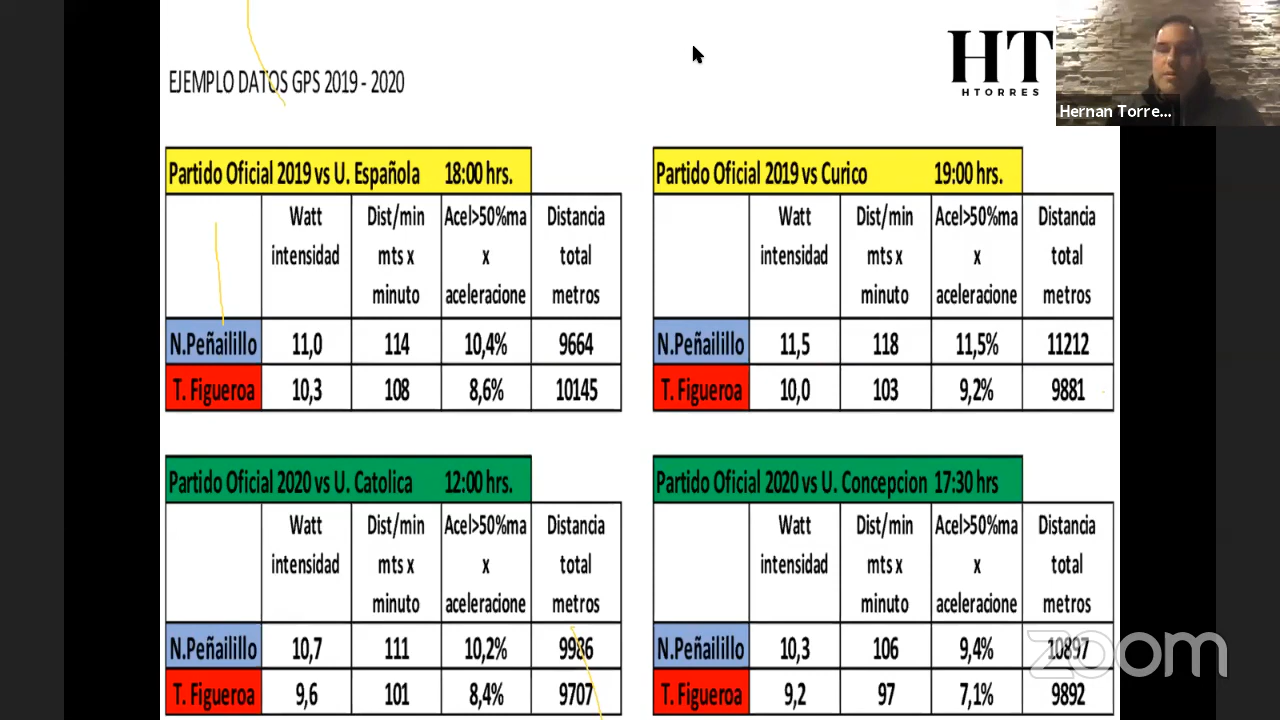 HT
HTORRES
Hernan Torre...
EJEMPLO DATOS GPS 2019 - 2020
Partido Oficial 2019 vs U. Española 18:00 hrs.
Watt Dist/min Acel>50%ma Distancia
intensidad mts x x total
minuto aceleracione metros
N.Peñailillo 11,0 114 10,4% 9664
T. Figueroa 10,3 108 8,6% 10145
Partido Oficial 2019 vs Curico 19:00 hrs.
Watt Dist/min Acel>50%ma Distancia
intensidad mts x x total
minuto aceleracione metros
N.Peñailillo 11,5 118 11,5% 11212
T. Figueroa 10,0 103 9,2% 9881
Partido Oficial 2020 vs U. Catolica 12:00 hrs.
Watt Dist/min Acel>50%ma Distancia
intensidad mts x x total
minuto aceleracione metros
N.Peñailillo 10,7 111 10,2% 9986
T. Figueroa 9,6 101 8,4% 9707
Partido Oficial 2020 vs U. Concepcion 17:30 hrs
Watt Dist/min Acel>50%ma Distancia
intensidad mts x x total
minuto aceleracione metros
N.Peñailillo 10,3 106 9,4% 10897
T. Figueroa 9,2 97 7,1% 9892
zoom